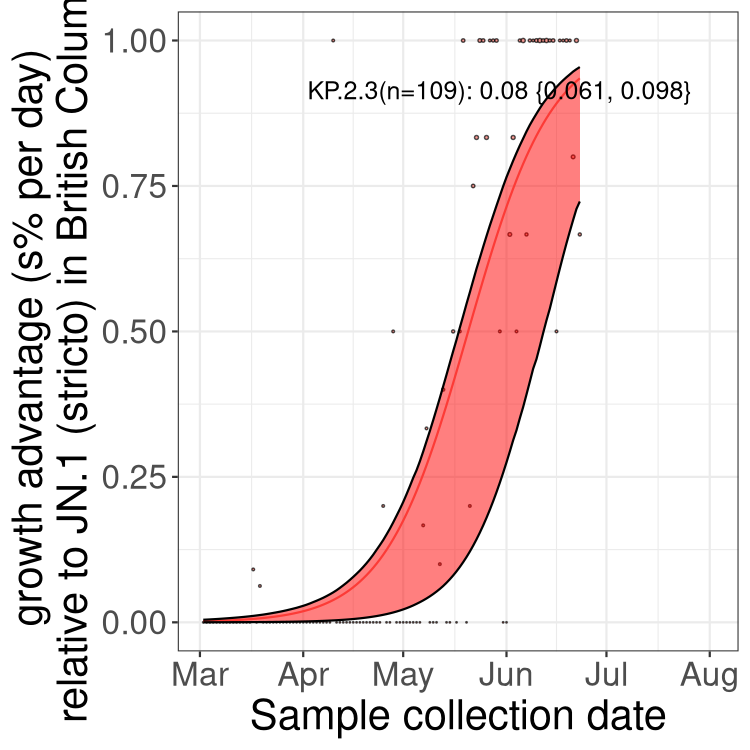 growth advantage (s% per day)
relative to JN.1 (stricto) in British Colum
1.00
0.75
0.50
0.25
0.00
KP.2.3(n=109): 0.08 {0.061, 0.098}
Mar Apr May Jun Jul Aug
Sample collection date